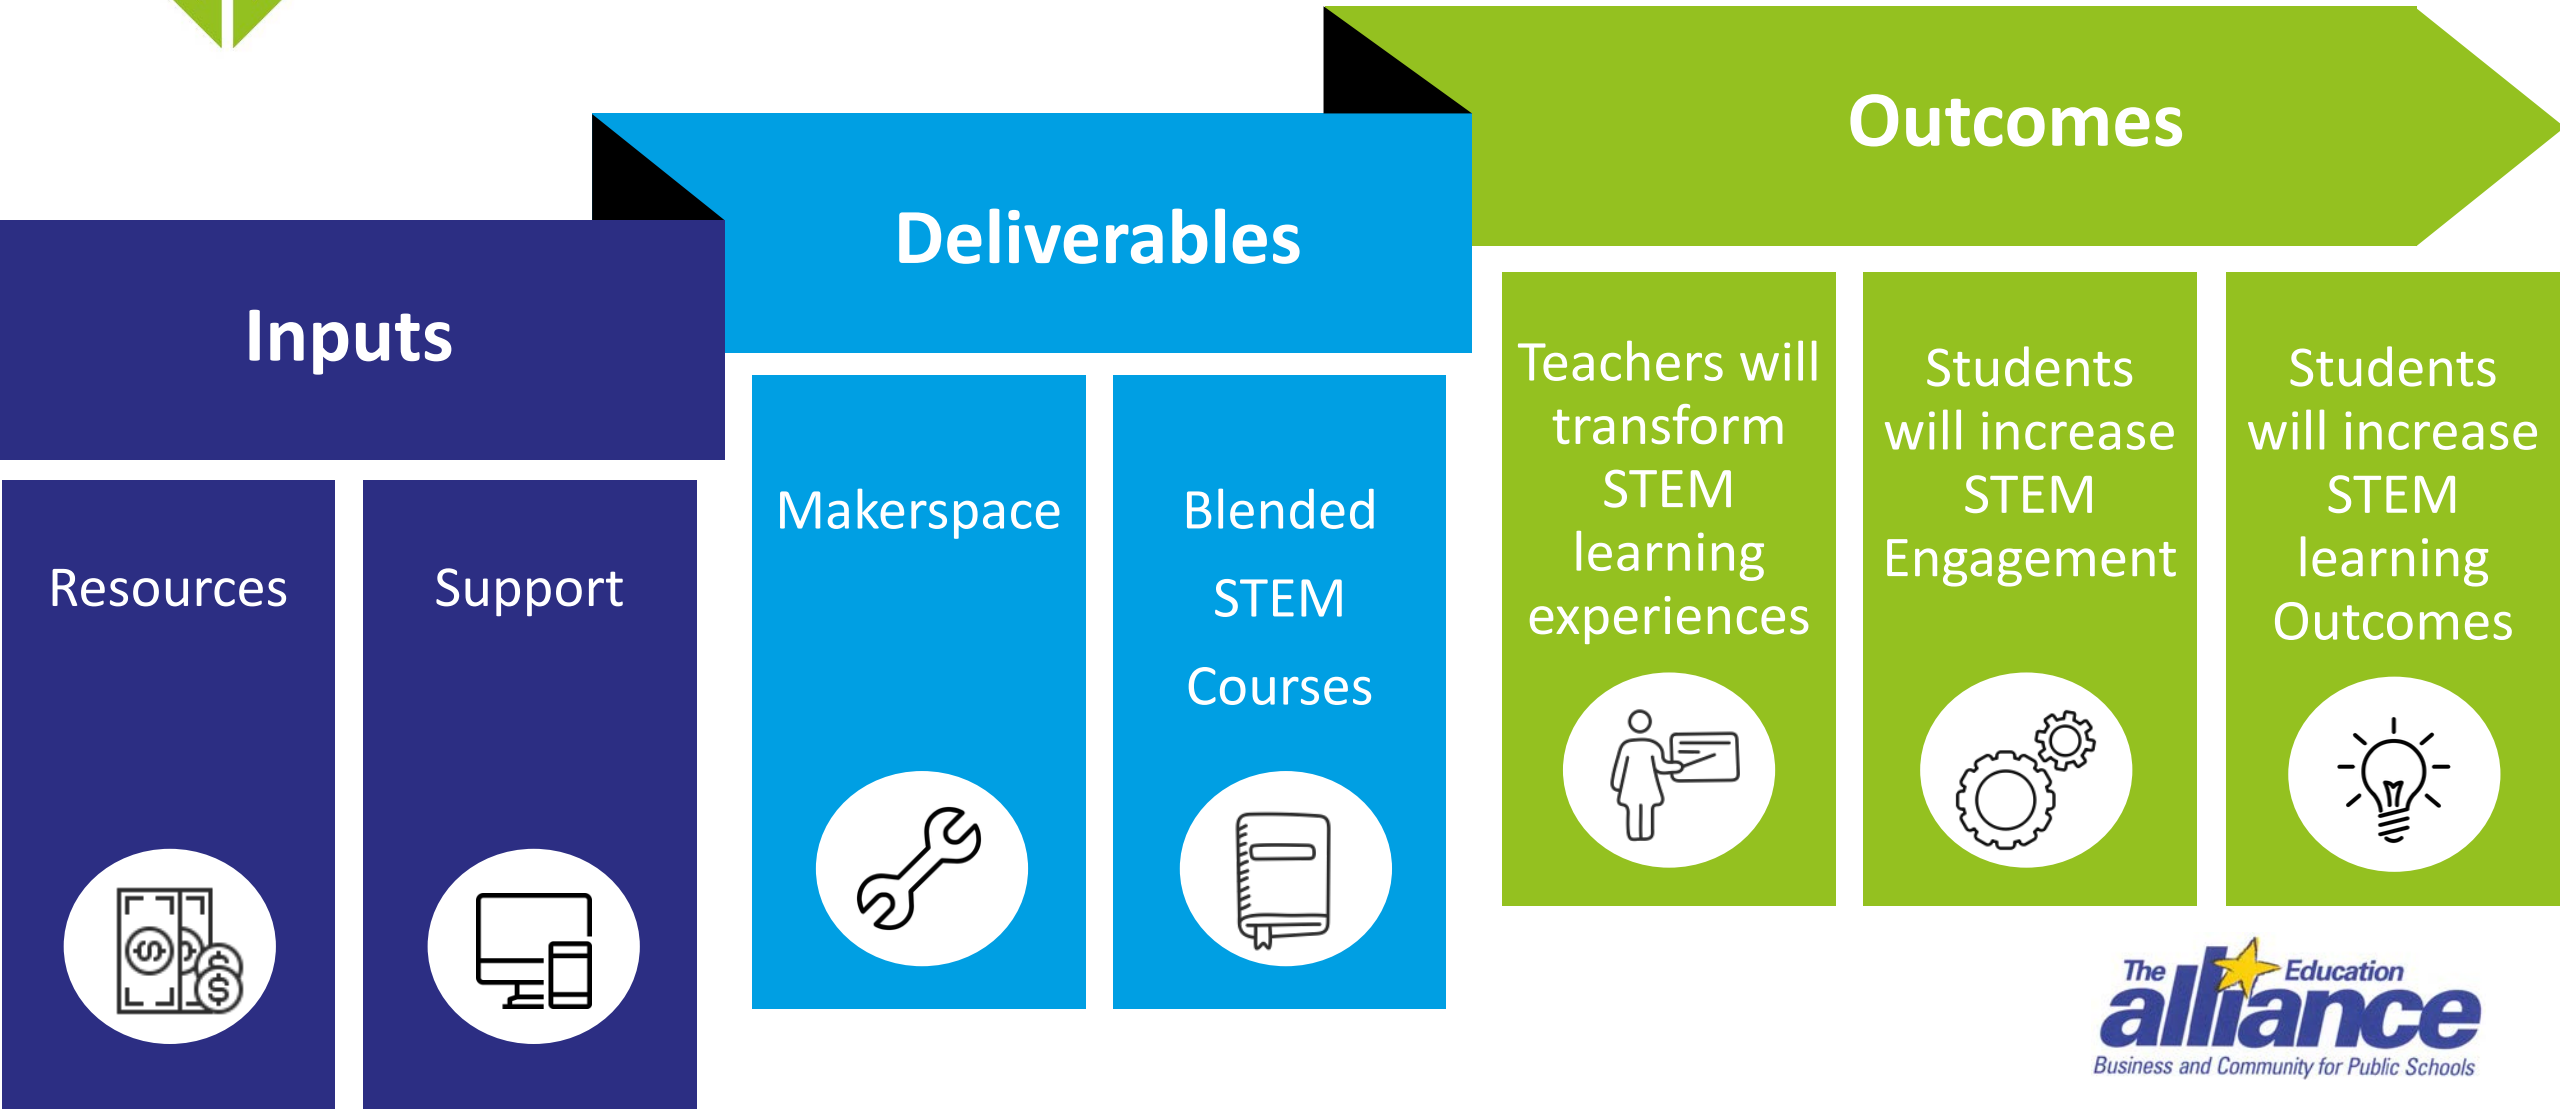 Inputs
Resources
Support
Deliverables
Makerspace
Blended
STEM
Courses
Outcomes
Teachers will
transform
STEM
learning
experiences
Students
will increase
STEM
Engagement
Students
will increase
STEM
learning
Outcomes
The Education
alliance
Business and Community for Public Schools